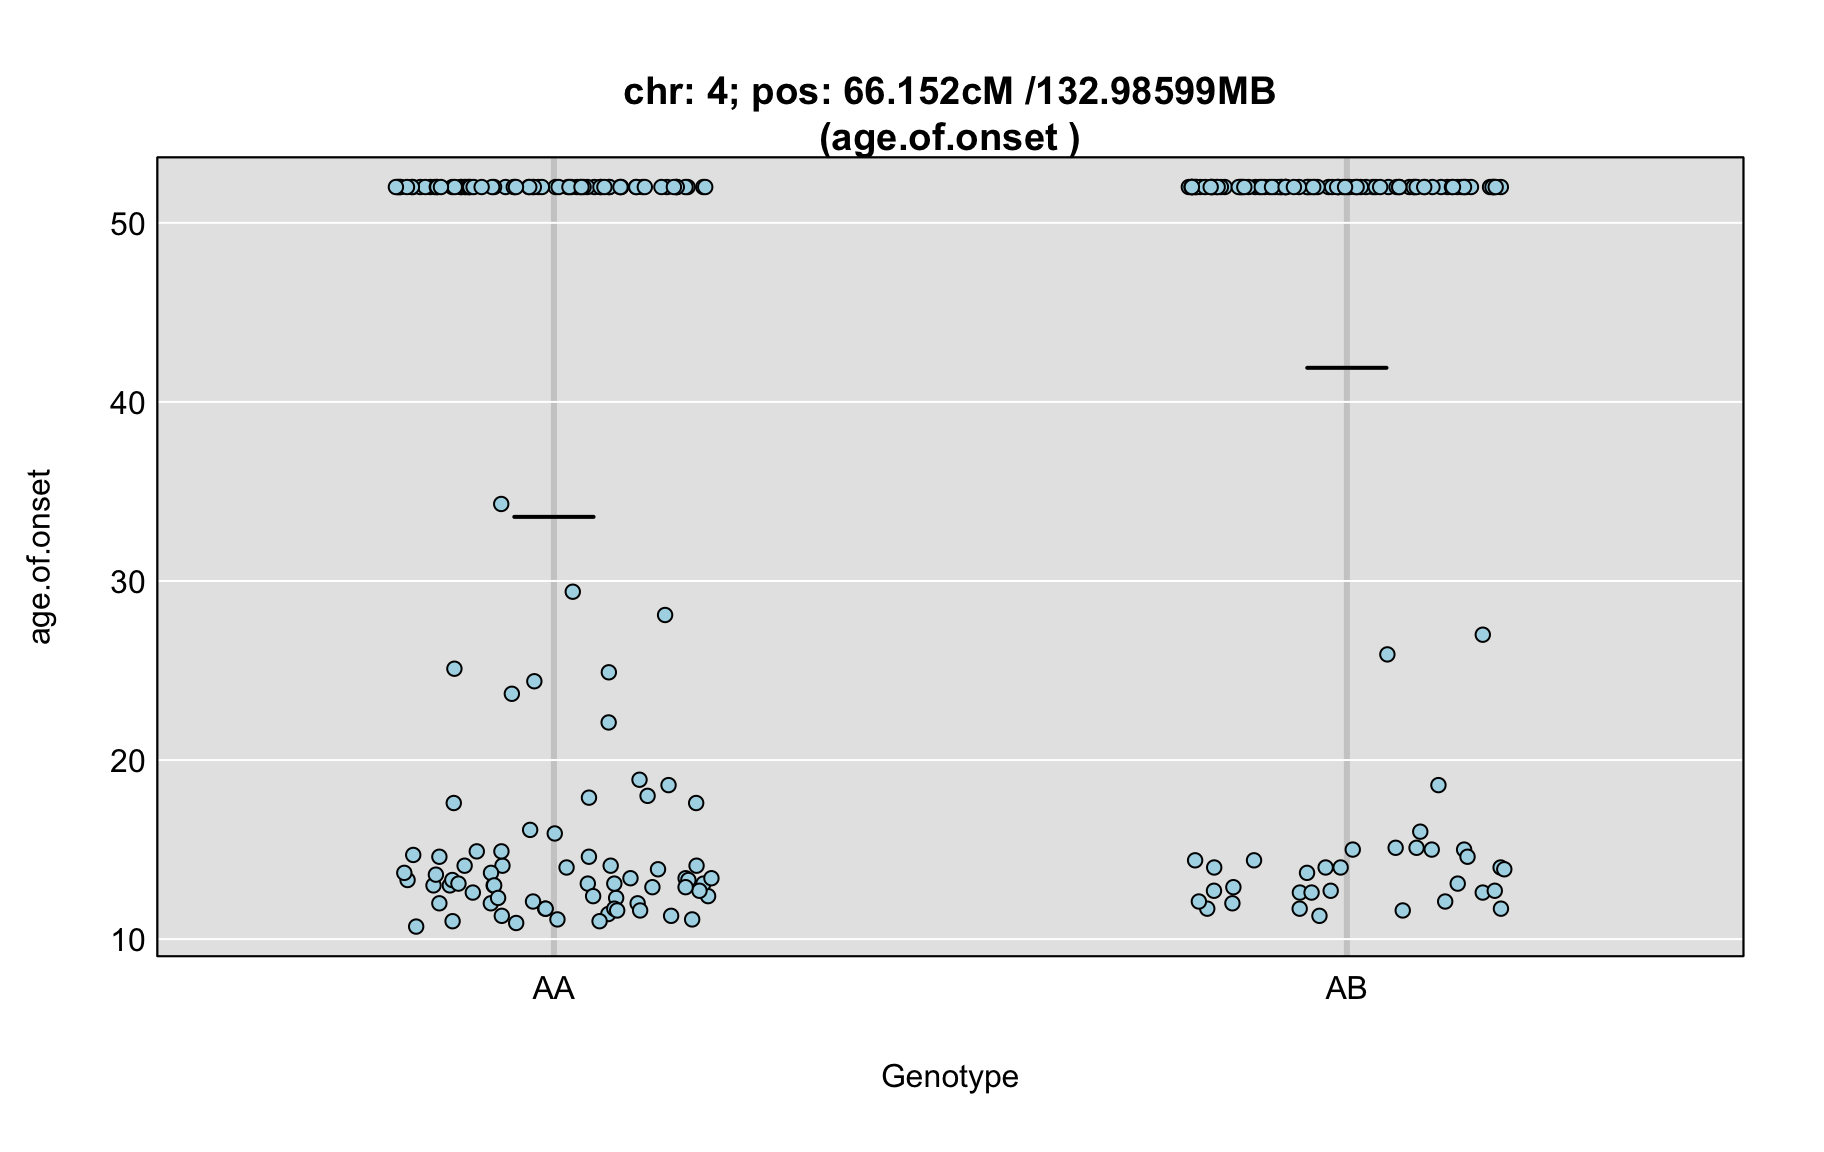 chr: 4; pos: 66.152cM /132.98599MB
(age.of.onset )
50
40
30
20
10
age.of.onset
AA
AB
Genotype